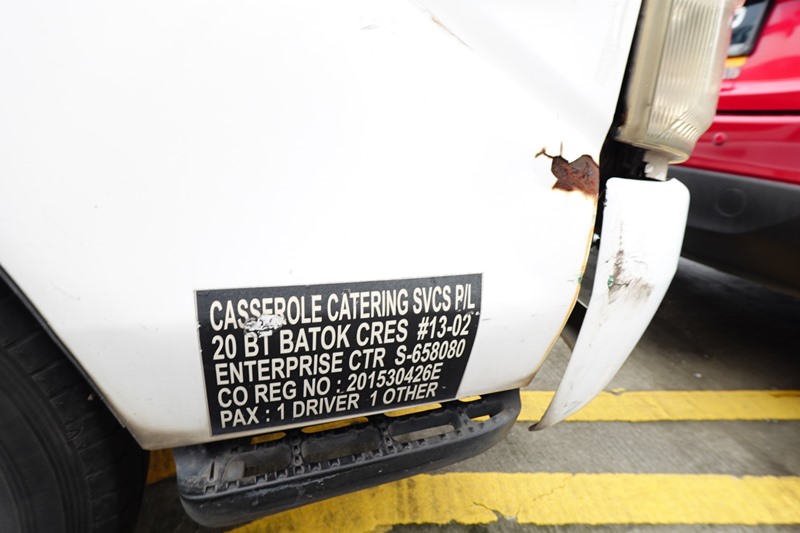 CASSEROLE CATERING SVCS P/L
20 BT BATOK CRES #13-02
ENTERPRISE CTR S-658080
CO REG NO : 201530426E
PAX : 1 DRIVER 1 OTHER